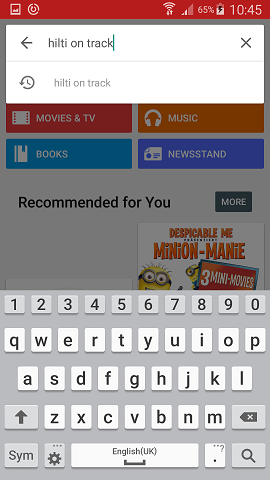 65% 10:45
hilti on track
hilti on track
MOVIES & TV MUSIC
BOOKS NEWSSTAND
Recommended for You MORE
DESPICABLE ME
PRÄSENTIERT
MINION-MANIE
3 MINI-MOVIES
1 2 3 4 5 6 7 8 9 0
q w e r t y u i o p
a s d f g h j k l
z x c v b n m
Sym English(UK) . ?